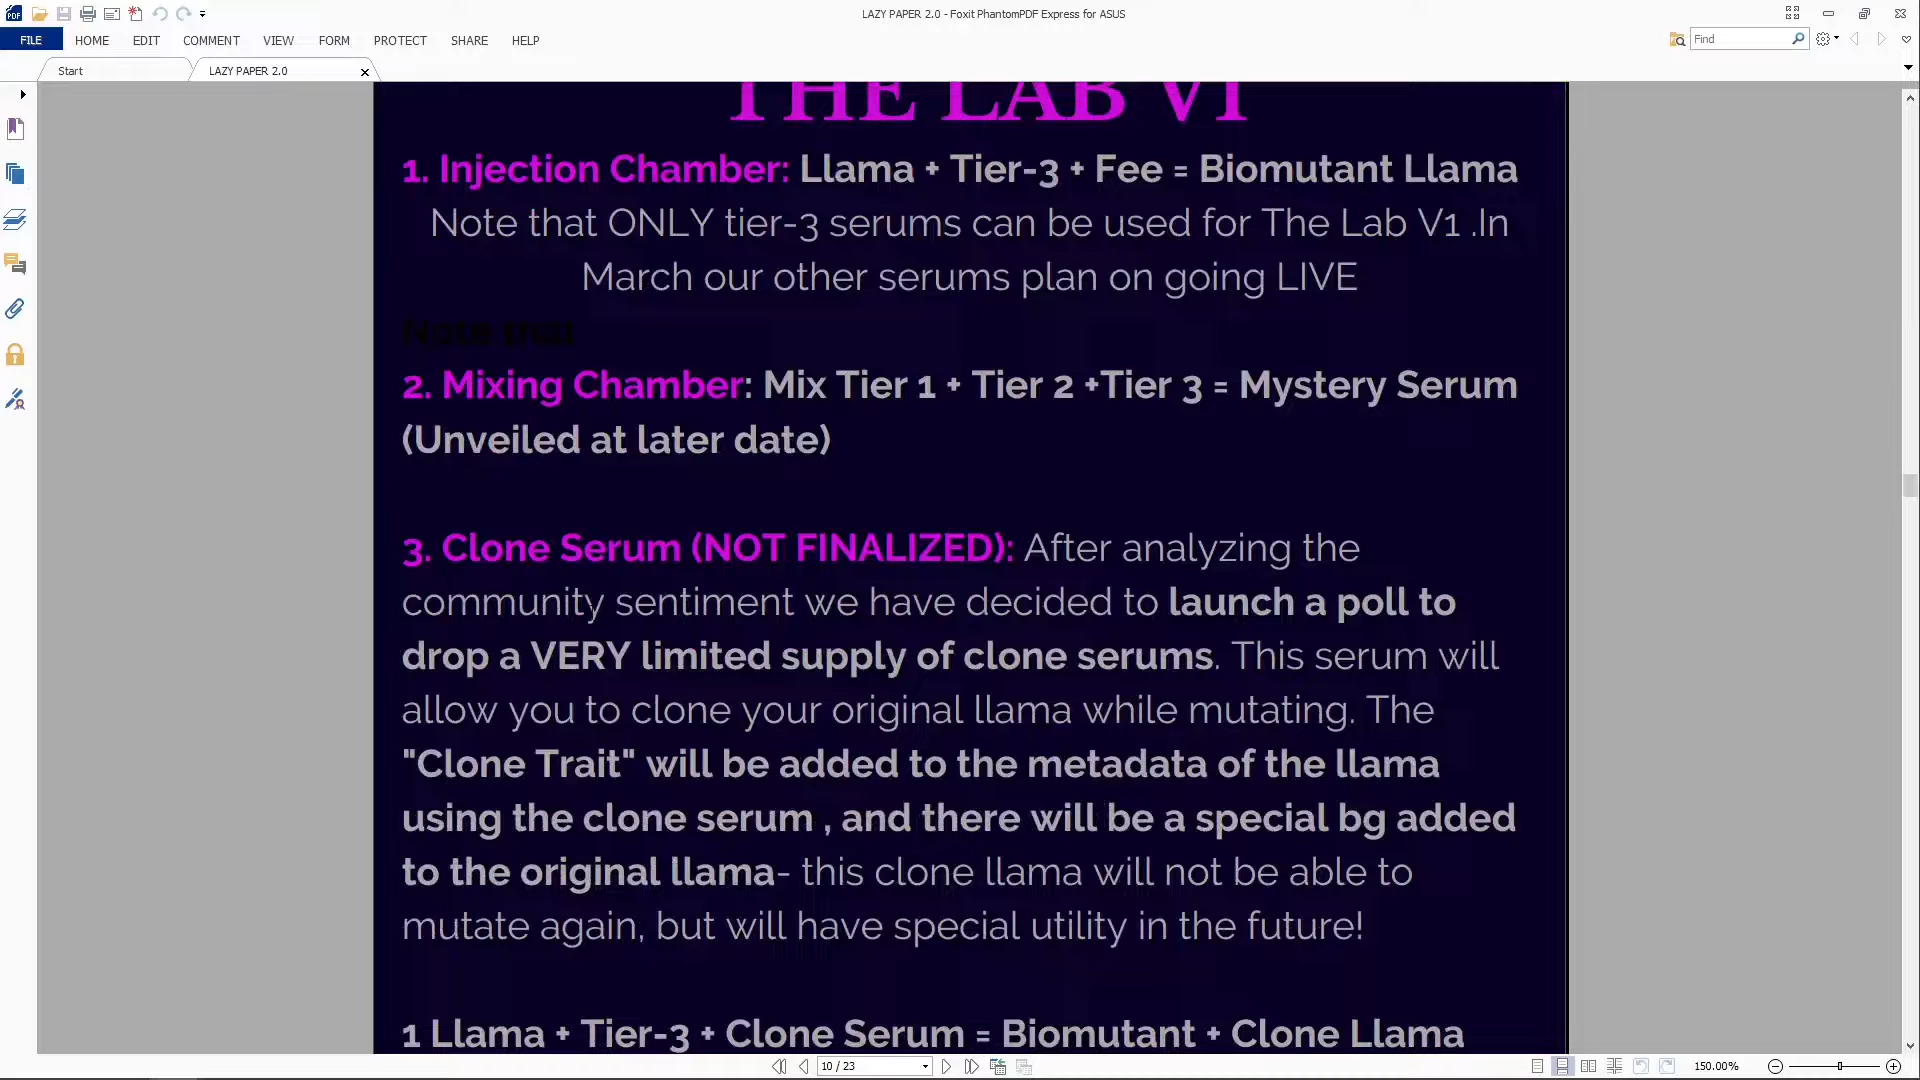 LAZY PAPER 2.0 - Foxit PhantomPDF Express for ASUS
FILE HOME EDIT COMMENT VIEW FORM PROTECT SHARE HELP
Find
Start
LAZY PAPER 2.0
THE LAB V1
1. Injection Chamber: Llama + Tier-3 + Fee = Biomutant Llama
Note that ONLY tier-3 serums can be used for The Lab V1 .In
March our other serums plan on going LIVE
Note that
2. Mixing Chamber: Mix Tier 1 + Tier 2 +Tier 3 = Mystery Serum
(Unveiled at later date)
3. Clone Serum (NOT FINALIZED): After analyzing the
community sentiment we have decided to launch a poll to
drop a VERY limited supply of clone serums. This serum will
allow you to clone your original llama while mutating. The
"Clone Trait" will be added to the metadata of the llama
using the clone serum , and there will be a special bg added
to the original llama- this clone llama will not be able to
mutate again, but will have special utility in the future!
1 Llama + Tier-3 + Clone Serum = Biomutant + Clone Llama
10 / 23
150.00%